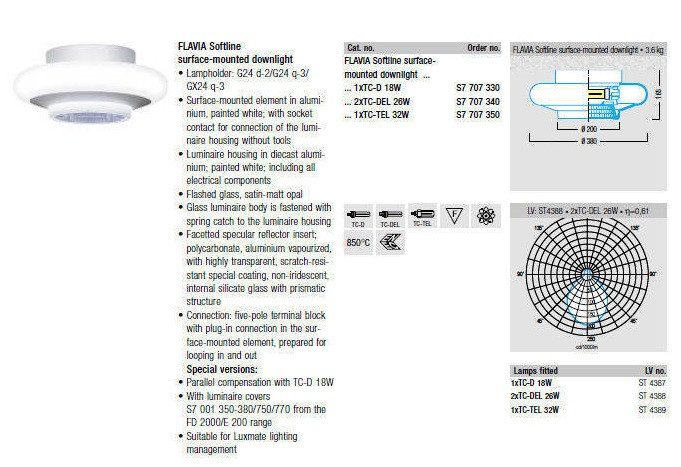 FLAVIA Softline
surface-mounted downlight
• Lampholder: G24 d-2/G24 q-3/
GX24 q-3
• Surface-mounted element in alumi-
nium, painted white; with socket
contact for connection of the lumi-
naire housing without tools
• Luminaire housing in diecast alumi-
nium; painted white; including all
electrical components
• Flashed glass, satin-matt opal
• Glass luminaire body is fastened with
spring catch to the luminaire housing
• Facetted specular reflector insert;
polycarbonate, aluminium vapourized,
with highly transparent, scratch-resi-
stant special coating, non-iridescent,
internal silicate glass with prismatic
structure
• Connection: five-pole terminal block
with plug-in connection in the sur-
face-mounted element, prepared for
looping in and out
Special versions:
• Parallel compensation with TC-D 18W
• With luminaire covers
S7 001 350-380/750/770 from the
FD 2000/E 200 range
• Suitable for Luxmate lighting
management
Cat. no. Order no.
FLAVIA Softline surface-
mounted downlight ...
... 1xTC-D 18W S7 707 330
... 2xTC-DEL 26W S7 707 340
... 1xTC-TEL 32W S7 707 350
TC-D TC-DEL TC-TEL F
850°C
FLAVIA Softline surface-mounted downlight • 3.6 kg
165
Ø 200
Ø 380
LV: ST4388 • 2xTC-DEL 26W • η=0,61
135° 135°
90° 90°
45° 45°
250
cd/1000lm
Lamps fitted LV no.
1xTC-D 18W ST 4387
2xTC-DEL 26W ST 4388
1xTC-TEL 32W ST 4389